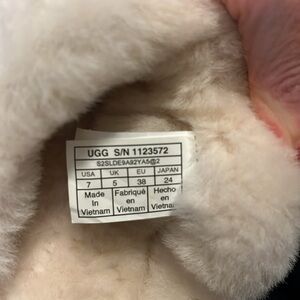 UGG S/N 1123572
S2SLDE9A92YA5@2
USA UK EU JAPAN
7 5 38 24
Made In Vietnam
Fabriqué en Vietnam
Hecho en Vietnam